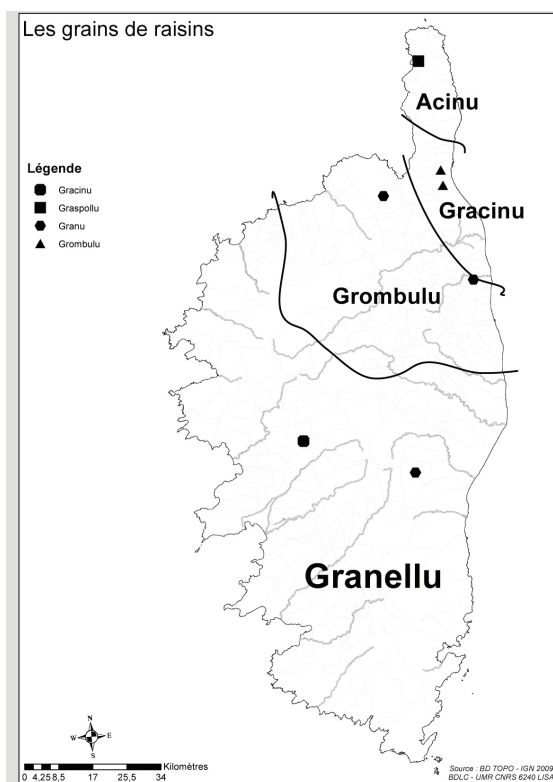 Les grains de raisins
Acinu
Légende
Gracinu
Graspollu
Granu
Grombulu
Gracinu
Grombulu
Granellu
N
W E
S
Kilomètres
0 4,25 8,5 17 25,5 34
Source : BD TOPO - IGN 2009
BDLC - UMR CNRS 6240 LISA